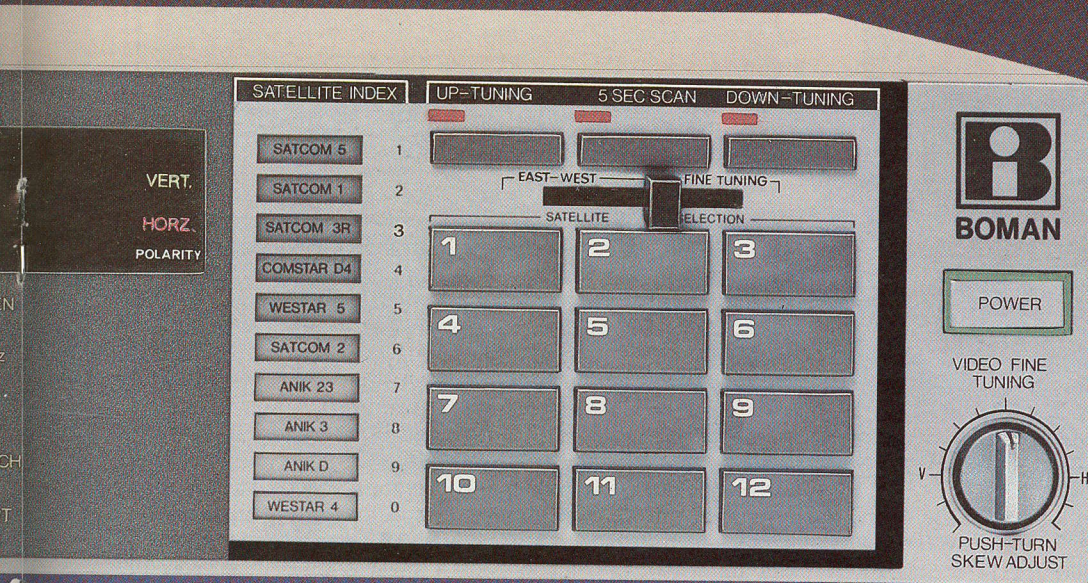 SATELLITE INDEX
UP-TUNING 5 SEC SCAN DOWN-TUNING
SATCOM 5 1
SATCOM 1 2
SATCOM 3R 3
COMSTAR D4 4
WESTAR 5 5
SATCOM 2 6
ANIK 23 7
ANIK 3 8
ANIK D 9
WESTAR 4 0
VERT.
HORZ.
POLARITY
EAST-WEST FINE TUNING
SATELLITE SELECTION
1 2 3
4 5 6
7 8 9
10 11 12
B
BOMAN
POWER
VIDEO FINE
TUNING
V H
PUSH-TURN
SKEW ADJUST